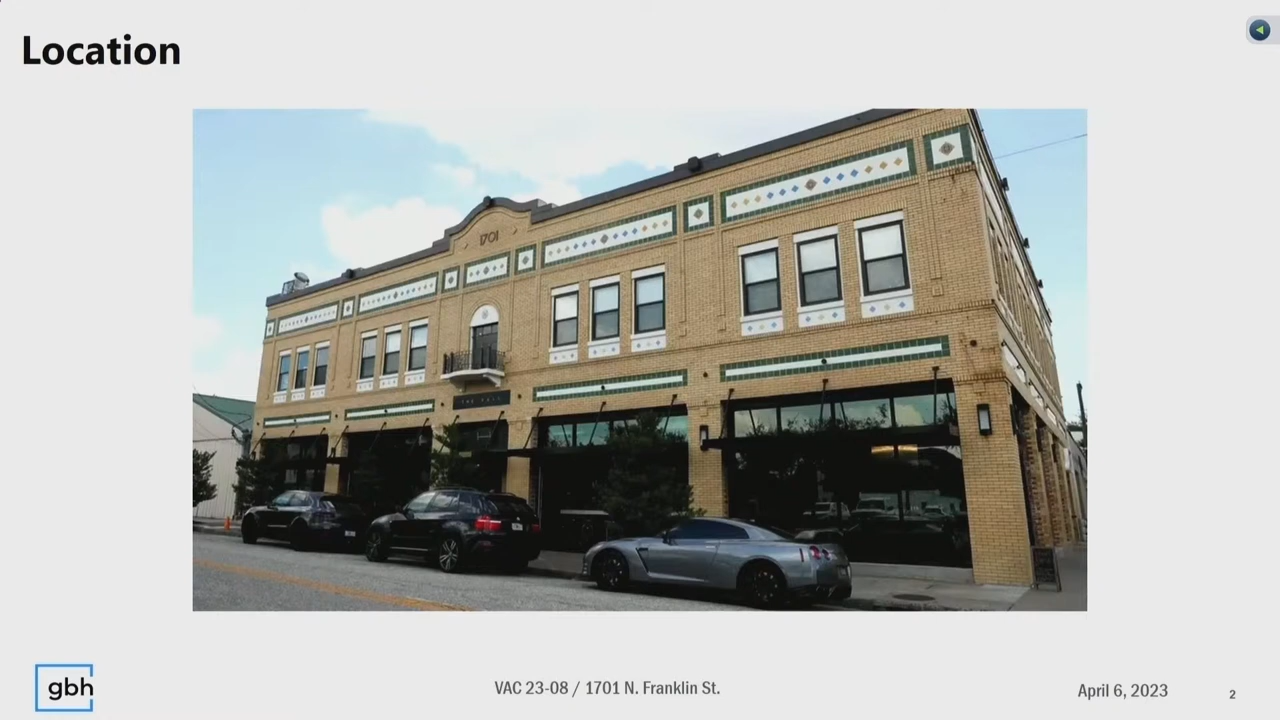 Location
1701
gbh
VAC 23-08 / 1701 N. Franklin St.
April 6, 2023
2